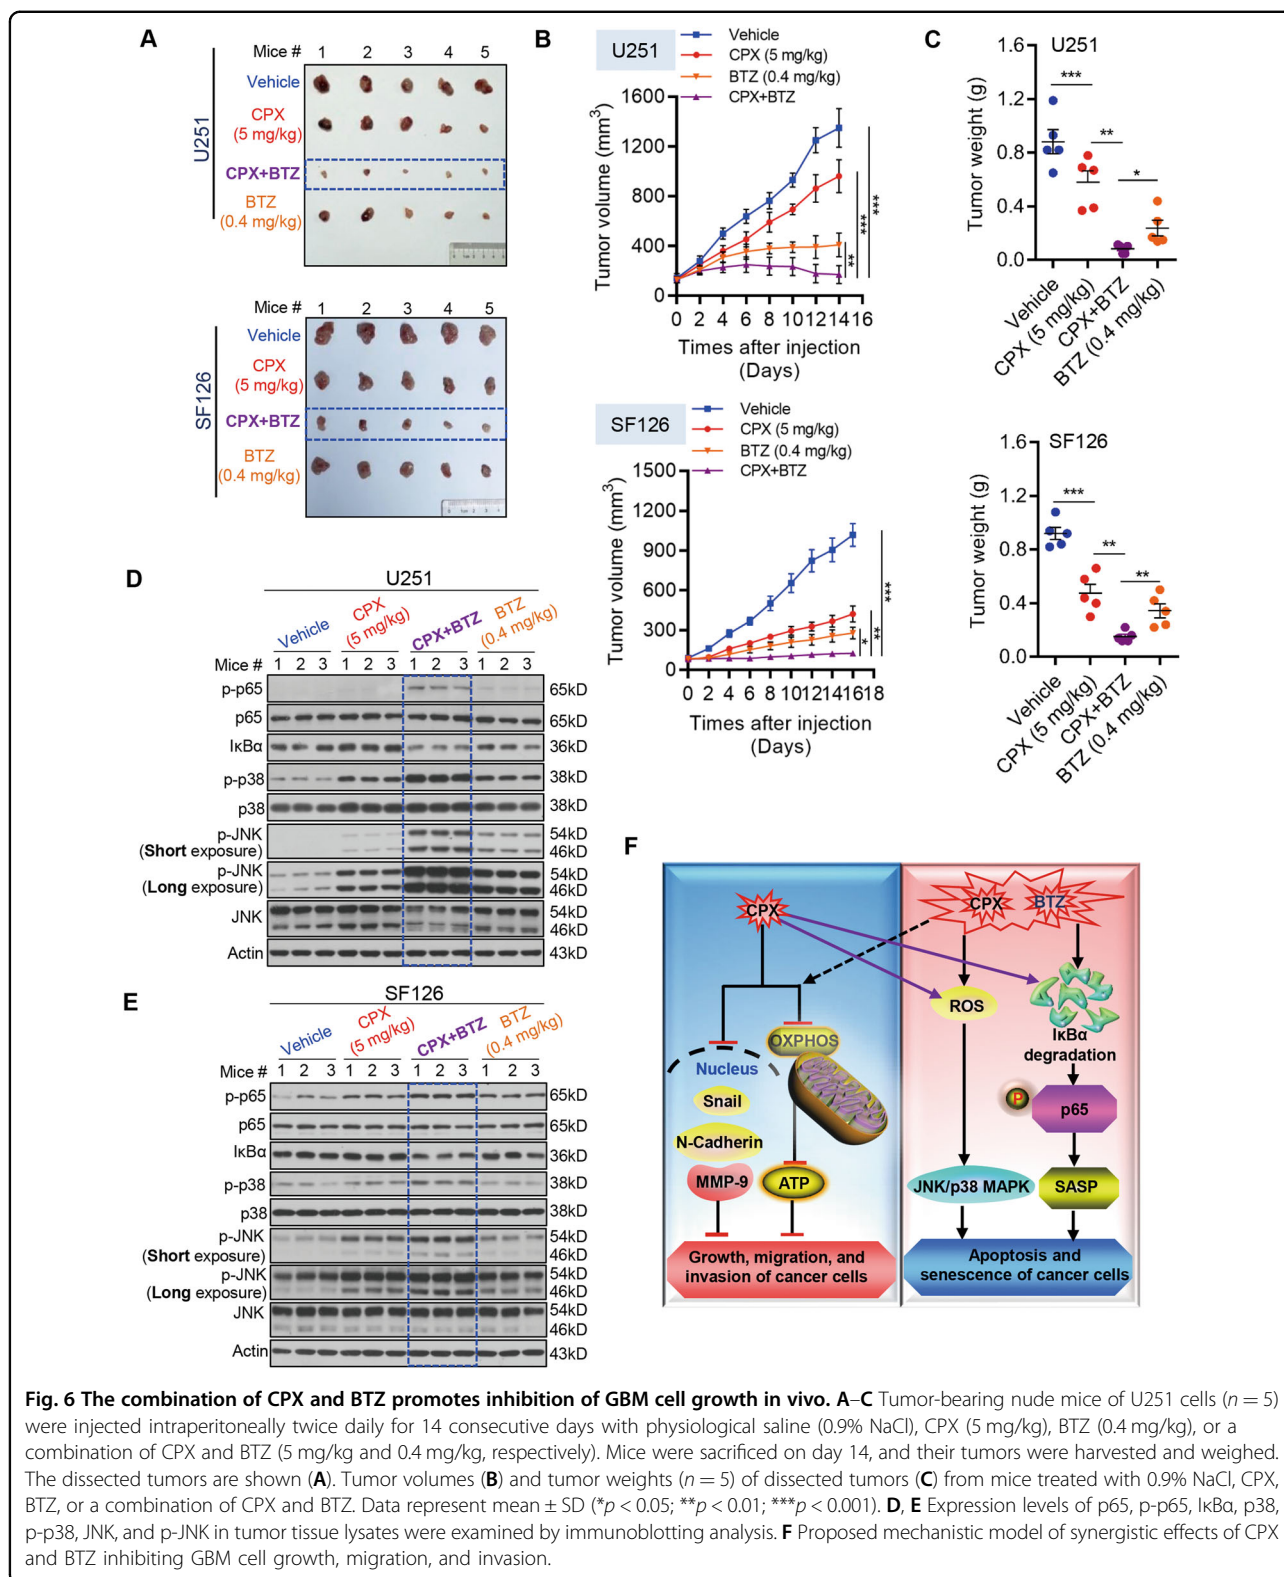 A
Mice # 1 2 3 4 5
U251
Vehicle
CPX
(5 mg/kg)
CPX+BTZ
BTZ
(0.4 mg/kg)
Mice # 1 2 3 4 5
SF126
Vehicle
CPX
(5 mg/kg)
CPX+BTZ
BTZ
(0.4 mg/kg)
B
U251
Vehicle
CPX (5 mg/kg)
BTZ (0.4 mg/kg)
CPX+BTZ
Tumor volume (mm³)
1600
1200
800
400
0
0 2 4 6 8 10 12 14 16
Times after injection
(Days)
**
***
***
SF126
Vehicle
CPX (5 mg/kg)
BTZ (0.4 mg/kg)
CPX+BTZ
Tumor volume (mm³)
1500
1200
900
600
300
0
0 2 4 6 8 10 12 14 16 18
Times after injection
(Days)
*
**
***
C
U251
Tumor weight (g)
1.6
1.2
0.8
0.4
0.0
***
**
*
Vehicle
CPX (5 mg/kg)
CPX+BTZ
BTZ (0.4 mg/kg)
SF126
Tumor weight (g)
1.6
1.2
0.8
0.4
0.0
***
**
**
Vehicle
CPX (5 mg/kg)
CPX+BTZ
BTZ (0.4 mg/kg)
D
U251
Vehicle
CPX
(5 mg/kg)
CPX+BTZ
BTZ
(0.4 mg/kg)
Mice # 1 2 3 1 2 3 1 2 3 1 2 3
p-p65 65kD
p65 65kD
IκBα 36kD
p-p38 38kD
p38 38kD
p-JNK 54kD
(Short exposure) 46kD
p-JNK 54kD
(Long exposure) 46kD
JNK 54kD
46kD
Actin 43kD
E
SF126
Vehicle
CPX
(5 mg/kg)
CPX+BTZ
BTZ
(0.4 mg/kg)
Mice # 1 2 3 1 2 3 1 2 3 1 2 3
p-p65 65kD
p65 65kD
IκBα 36kD
p-p38 38kD
p38 38kD
p-JNK 54kD
(Short exposure) 46kD
p-JNK 54kD
(Long exposure) 46kD
JNK 54kD
46kD
Actin 43kD
F
CPX
OXPHOS
Nucleus
Snail
N-Cadherin
MMP-9
ATP
Growth, migration, and
invasion of cancer cells
CPX BTZ
ROS
IκBα
degradation
P
p65
JNK/p38 MAPK
SASP
Apoptosis and
senescence of cancer cells
Fig. 6 The combination of CPX and BTZ promotes inhibition of GBM cell growth in vivo. A–C Tumor-bearing nude mice of U251 cells (n = 5)
were injected intraperitoneally twice daily for 14 consecutive days with physiological saline (0.9% NaCl), CPX (5 mg/kg), BTZ (0.4 mg/kg), or a
combination of CPX and BTZ (5 mg/kg and 0.4 mg/kg, respectively). Mice were sacrificed on day 14, and their tumors were harvested and weighed.
The dissected tumors are shown (A). Tumor volumes (B) and tumor weights (n = 5) of dissected tumors (C) from mice treated with 0.9% NaCl, CPX,
BTZ, or a combination of CPX and BTZ. Data represent mean ± SD (*p < 0.05; **p < 0.01; ***p < 0.001). D, E Expression levels of p65, p-p65, IκBα, p38,
p-p38, JNK, and p-JNK in tumor tissue lysates were examined by immunoblotting analysis. F Proposed mechanistic model of synergistic effects of CPX
and BTZ inhibiting GBM cell growth, migration, and invasion.